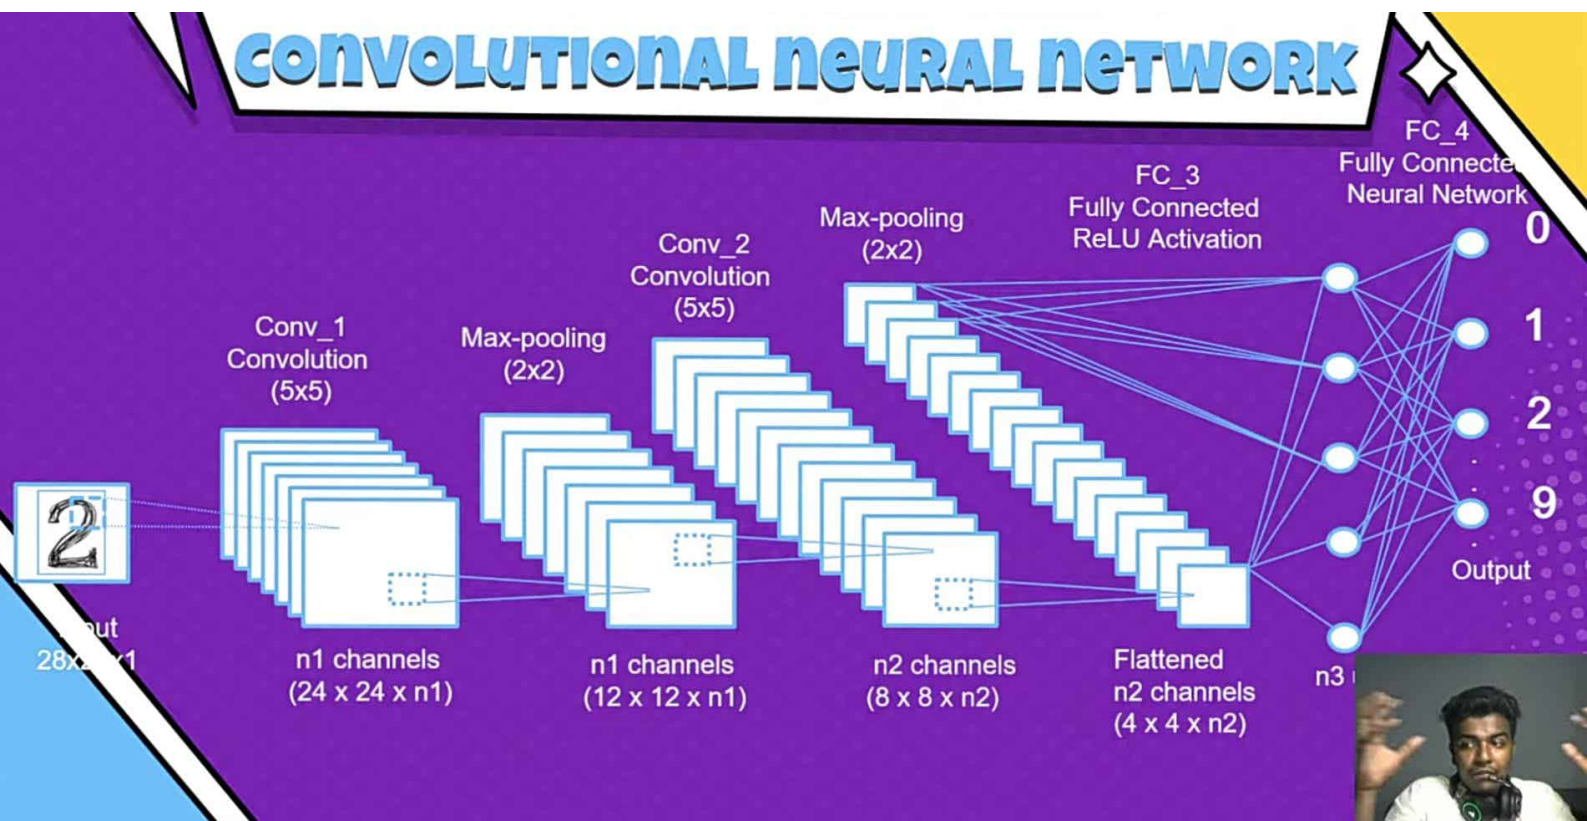 CONVOLUTIONAL NEURAL NETWORK
FC_4
Fully Connecte
Neural Network
FC_3
Fully Connected
ReLU Activation
Max-pooling
(2x2)
Conv_2
Convolution
(5x5)
Max-pooling
(2x2)
Conv_1
Convolution
(5x5)
0
1
2
9
Output
2
n1 channels
(24 x 24 x n1)
n1 channels
(12 x 12 x n1)
n2 channels
(8 x 8 x n2)
Flattened
n2 channels
(4 x 4 x n2)
n3